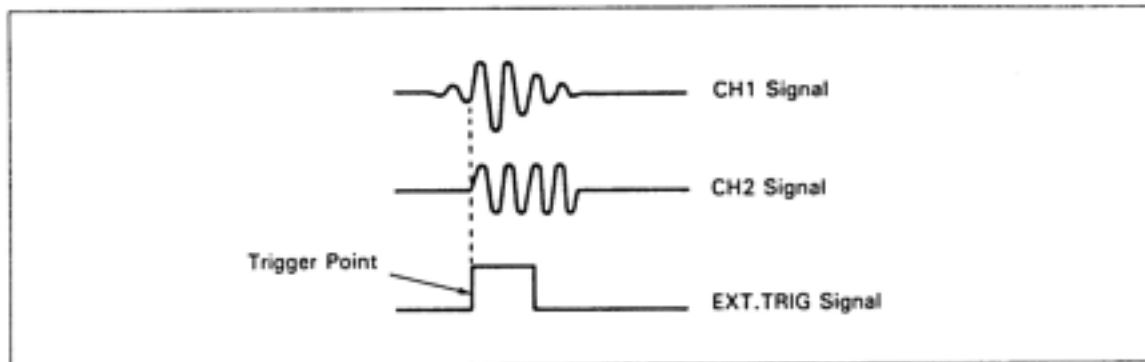 CH1 Signal
CH2 Signal
Trigger Point
EXT.TRIG Signal